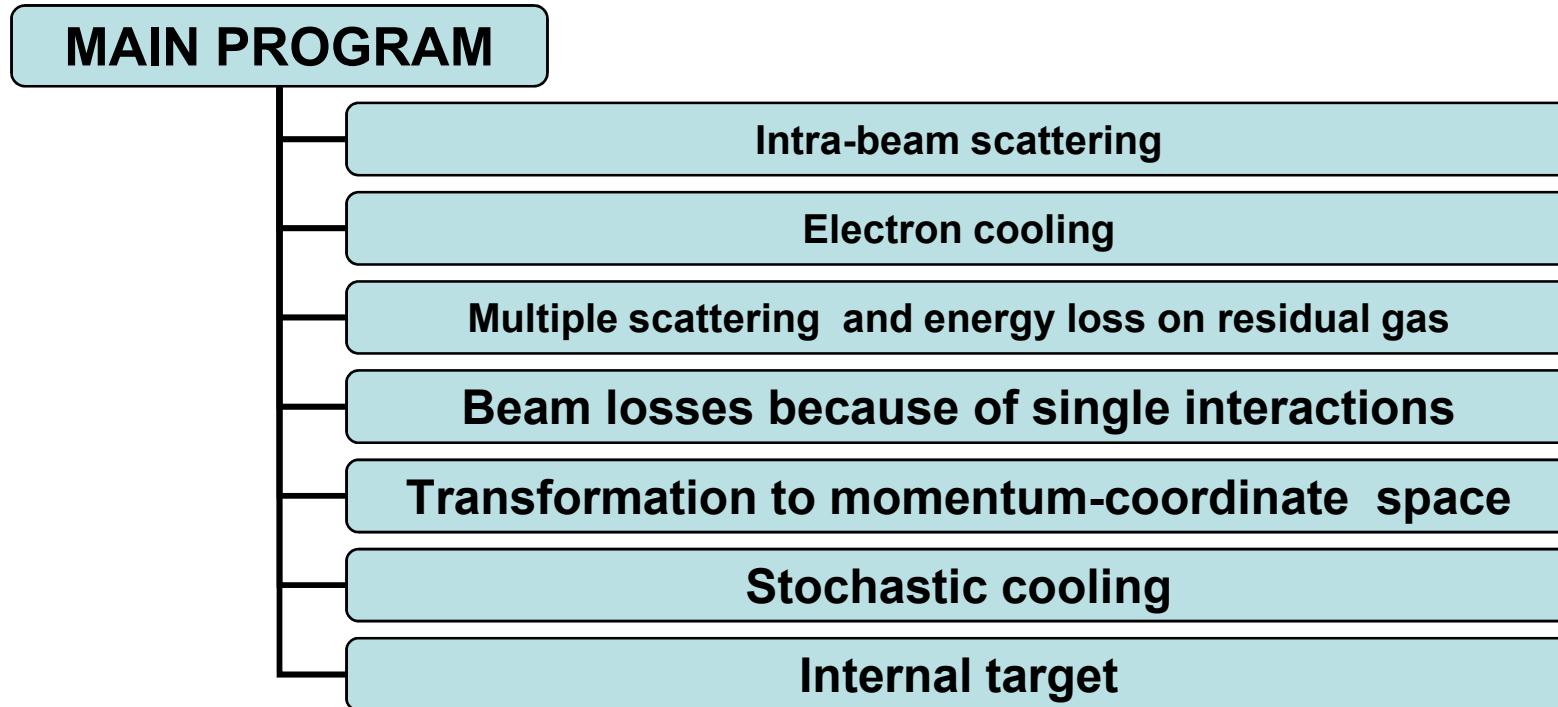 MAIN PROGRAM
Intra-beam scattering
Electron cooling
Multiple scattering  and energy loss on residual gas
Beam losses because of single interactions
Transformation to momentum-coordinate  space
Stochastic cooling
Internal target